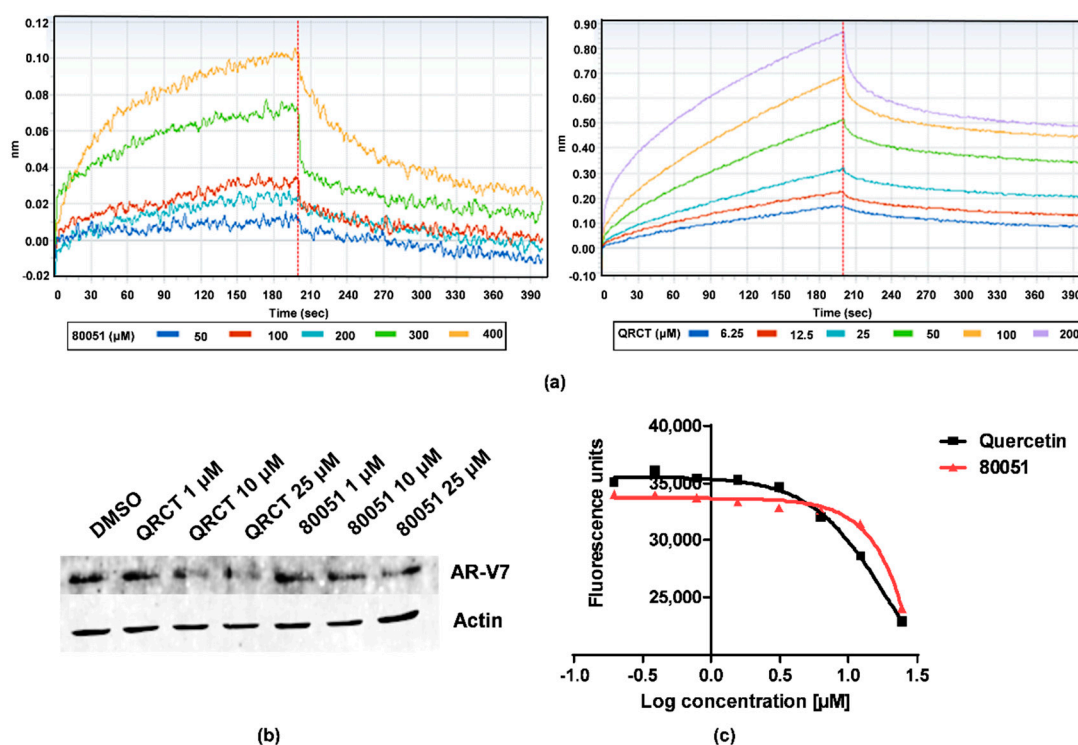 (a)
0.12
0.10
0.08
0.06
0.04
0.02
0.00
-0.02
nm
0 30 60 90 120 150 180 210 240 270 300 330 360 390
Time (sec)
80051 (µM) 50 100 200 300 400
0.90
0.80
0.70
0.60
0.50
0.40
0.30
0.20
0.10
0.00
-0.10
nm
0 30 60 90 120 150 180 210 240 270 300 330 360 390
Time (sec)
QRCT (µM) 6.25 12.5 25 50 100 200
(a)
DMSO
QRCT 1 µM
QRCT 10 µM
QRCT 25 µM
80051 1 µM
80051 10 µM
80051 25 µM
AR-V7
Actin
(b)
40,000
35,000
30,000
25,000
Fluorescence units
-1.0 -0.5 0.0 0.5 1.0 1.5
Log concentration [µM]
Quercetin
80051
(c)